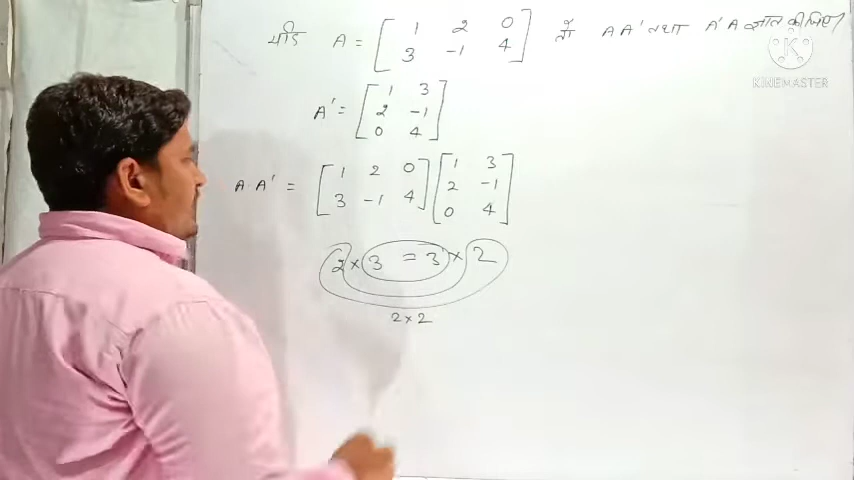 यदि A = [ 1 2 0 तो AA' तथा A'A ज्ञात कीजिए
3 -1 4 ]
KINEMASTER
A' = [ 1 3
2 -1
0 4 ]
A·A' = [ 1 2 0 ] [ 1 3
3 -1 4 2 -1
0 4 ]
2 × 3 = 3 × 2
2 × 2